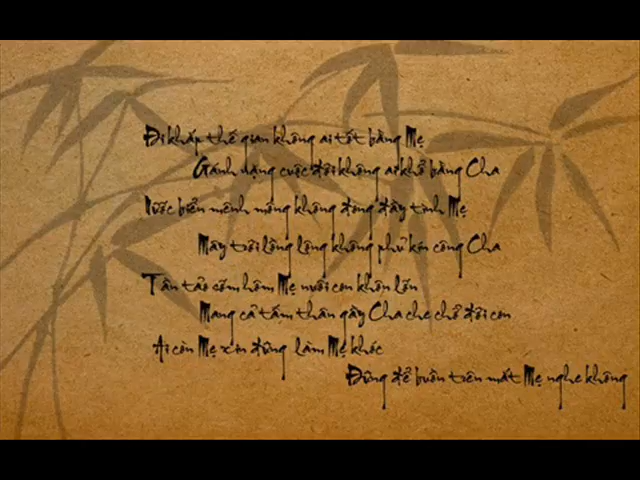 Đi khấp thế gian không ai tốt bằng Mẹ
Gánh nặng cuộc đời không ai khổ bằng Cha
Nước biển mênh mông không đong đầy tình Mẹ
Mây trời lồng lộng không phủ kín công Cha
Tần tảo sớm hôm Mẹ nuôi con khôn lớn
Mang cả tấm thân gầy Cha che chở đời con
Ai còn Mẹ xin đừng làm Mẹ khóc
Đừng để buồn trên mắt Mẹ nghe không